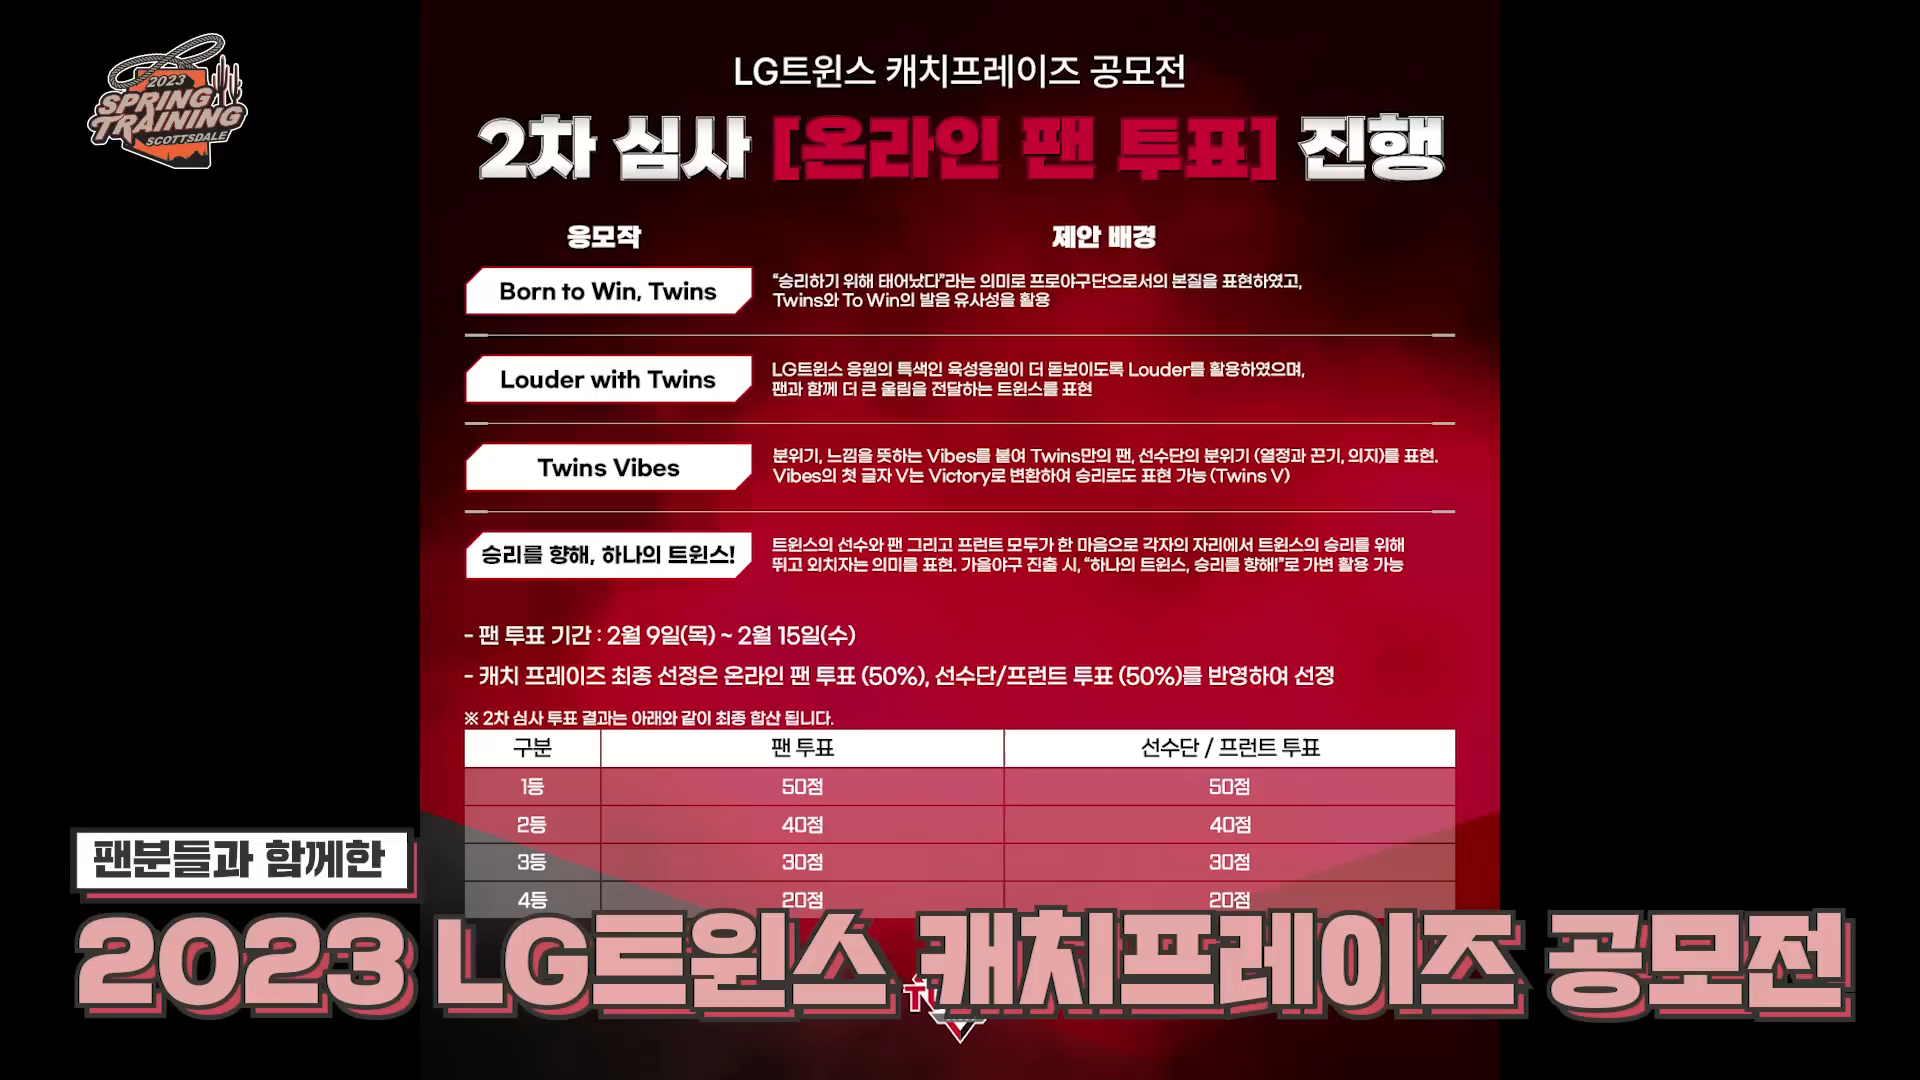 2023
SPRING
TRAINING
SCOTTSDALE
LG트윈스 캐치프레이즈 공모전
2차 심사 [온라인 팬 투표] 진행
응모작 제안 배경
Born to Win, Twins
“승리하기 위해 태어났다”라는 의미로 프로야구단으로서의 본질을 표현하였고,
Twins와 To Win의 발음 유사성을 활용
Louder with Twins
LG트윈스 응원의 특색인 육성응원이 더 돋보이도록 Louder를 활용하였으며,
팬과 함께 더 큰 울림을 전달하는 트윈스를 표현
Twins Vibes
분위기, 느낌을 뜻하는 Vibes를 붙여 Twins만의 팬, 선수단의 분위기 (열정과 끈기, 의지)를 표현.
Vibes의 첫 글자 V는 Victory로 변환하여 승리로도 표현 가능 (Twins V)
승리를 향해, 하나의 트윈스!
트윈스의 선수와 팬 그리고 프런트 모두가 한 마음으로 각자의 자리에서 트윈스의 승리를 위해
뛰고 외치자는 의미를 표현. 가을야구 진출 시, “하나의 트윈스, 승리를 향해!”로 가변 활용 가능
- 팬 투표 기간 : 2월 9일(목) ~ 2월 15일(수)
- 캐치 프레이즈 최종 선정은 온라인 팬 투표 (50%), 선수단/프런트 투표 (50%)를 반영하여 선정
※ 2차 심사 투표 결과는 아래와 같이 최종 합산 됩니다.
구분 팬 투표 선수단 / 프런트 투표
1등 50점 50점
2등 40점 40점
3등 30점 30점
4등 20점 20점
팬분들과 함께한
2023 LG트윈스 캐치프레이즈 공모전